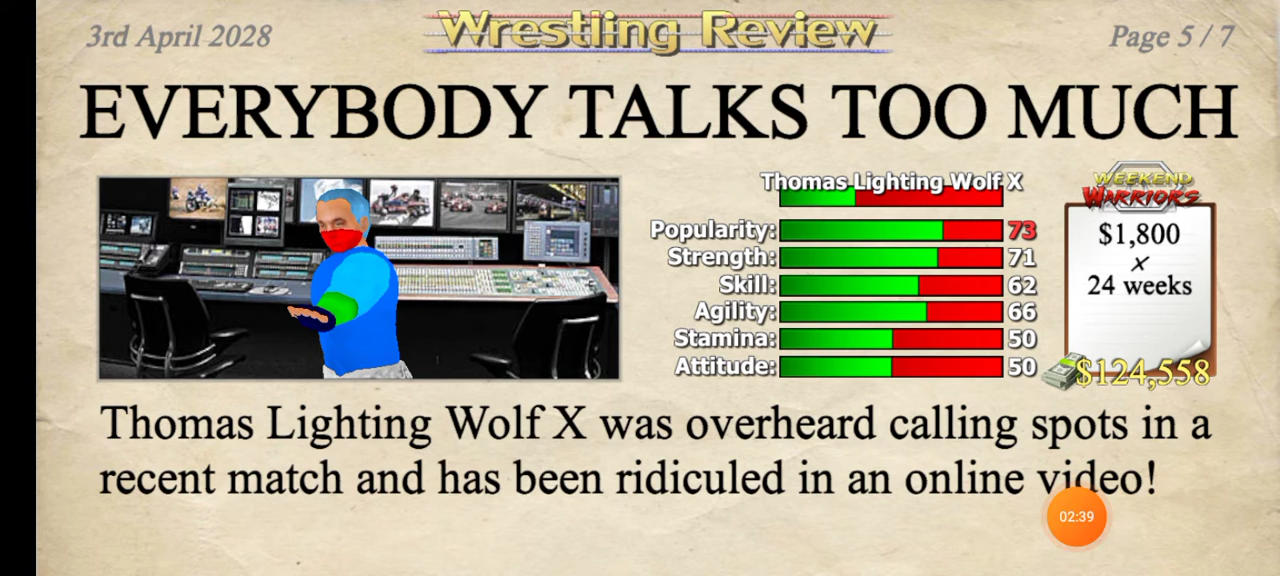 3rd April 2028
Wrestling Review
Page 5 / 7
EVERYBODY TALKS TOO MUCH
Thomas Lighting Wolf X
Popularity: 73
Strength: 71
Skill: 62
Agility: 66
Stamina: 50
Attitude: 50
WEEKEND
WARRIORS
$1,800
x
24 weeks
$124,558
Thomas Lighting Wolf X was overheard calling spots in a
recent match and has been ridiculed in an online video!
02:39